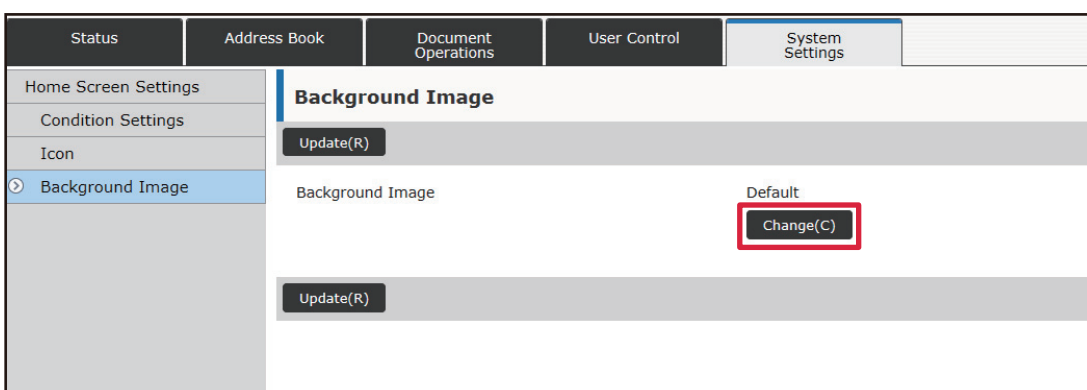 Status
Address Book
Document
Operations
User Control
System
Settings
Home Screen Settings
Condition Settings
Icon
Background Image
Background Image
Update(R)
Background Image
Default
Change(C)
Update(R)